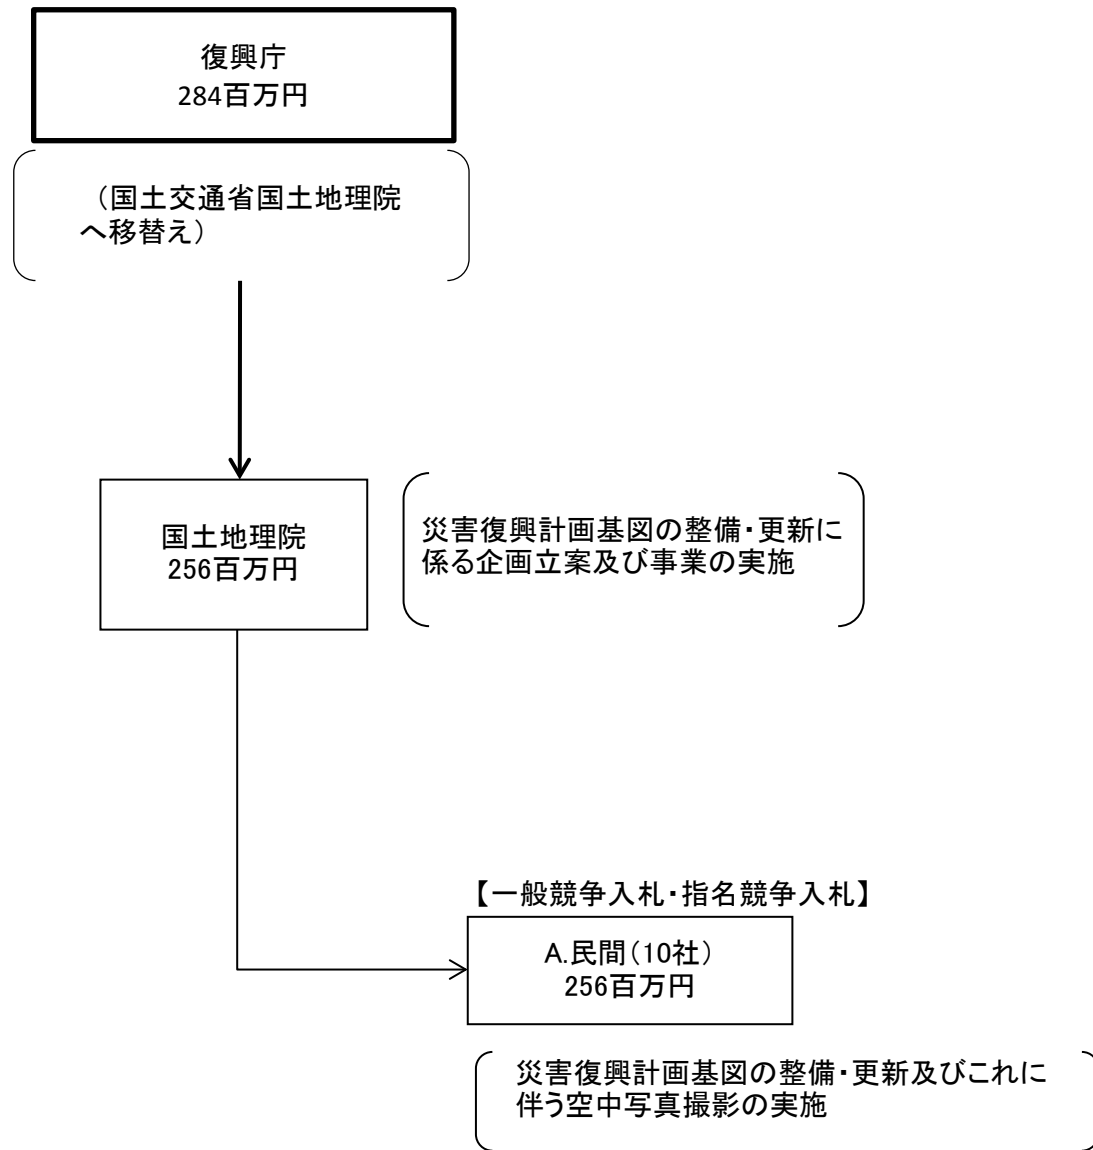 復興庁
284百万円
（国土交通省国土地理院
へ移替え）
国土地理院
256百万円
災害復興計画基図の整備・更新に
係る企画立案及び事業の実施
【一般競争入札・指名競争入札】
A.民間（10社）
256百万円
災害復興計画基図の整備・更新及びこれに
伴う空中写真撮影の実施